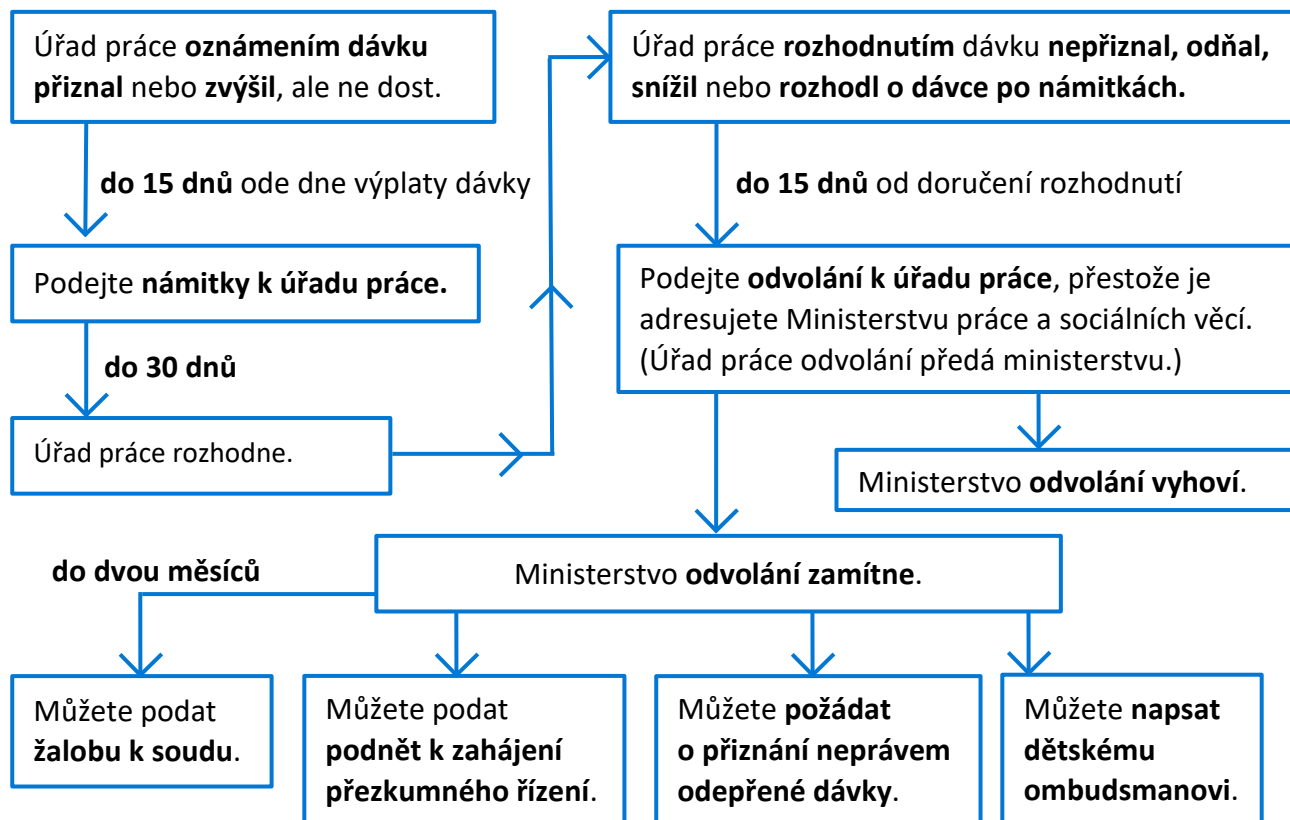 Úřad práce oznámením dávku
přiznal nebo zvýšil, ale ne dost.
do 15 dnů ode dne výplaty dávky
Podejte námitky k úřadu práce.
do 30 dnů
Úřad práce rozhodne.
Úřad práce rozhodnutím dávku nepřiznal, odňal,
snížil nebo rozhodl o dávce po námitkách.
do 15 dnů od doručení rozhodnutí
Podejte odvolání k úřadu práce, přestože je
adresujete Ministerstvu práce a sociálních věcí.
(Úřad práce odvolání předá ministerstvu.)
Ministerstvo odvolání vyhoví.
Ministerstvo odvolání zamítne.
do dvou měsíců
Můžete podat
žalobu k soudu.
Můžete podat
podnět k zahájení
přezkumného řízení.
Můžete požádat
o přiznání neprávem
odepřené dávky.
Můžete napsat
dětskému
ombudsmanovi.